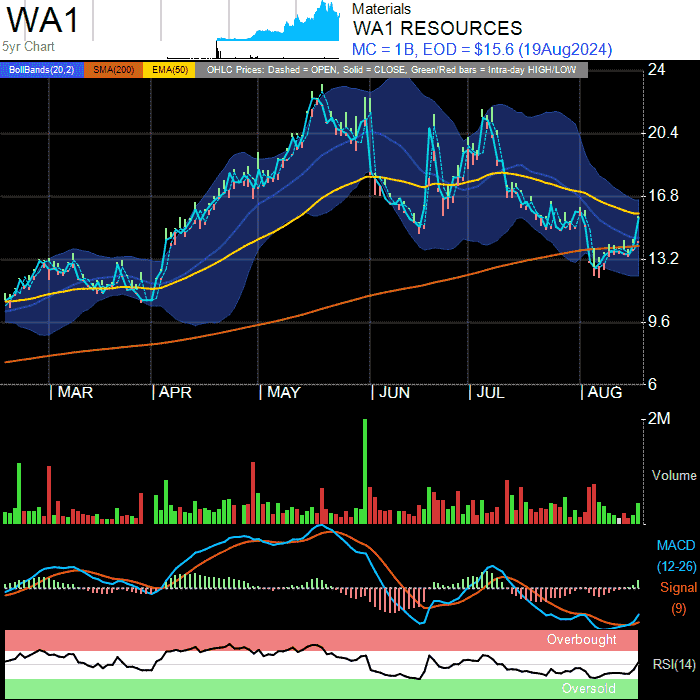 WA1
5yr Chart
Materials
WA1 RESOURCES
MC = 1B, EOD = $15.6 (19Aug2024)
BollBands(20,2) SMA(200) EMA(50) OHLC Prices: Dashed = OPEN, Solid = CLOSE, Green/Red bars = Intra-day HIGH/LOW
24
20.4
16.8
13.2
9.6
6
MAR APR MAY JUN JUL AUG
2M
Volume
MACD
(12-26)
Signal
(9)
Overbought
RSI(14)
Oversold